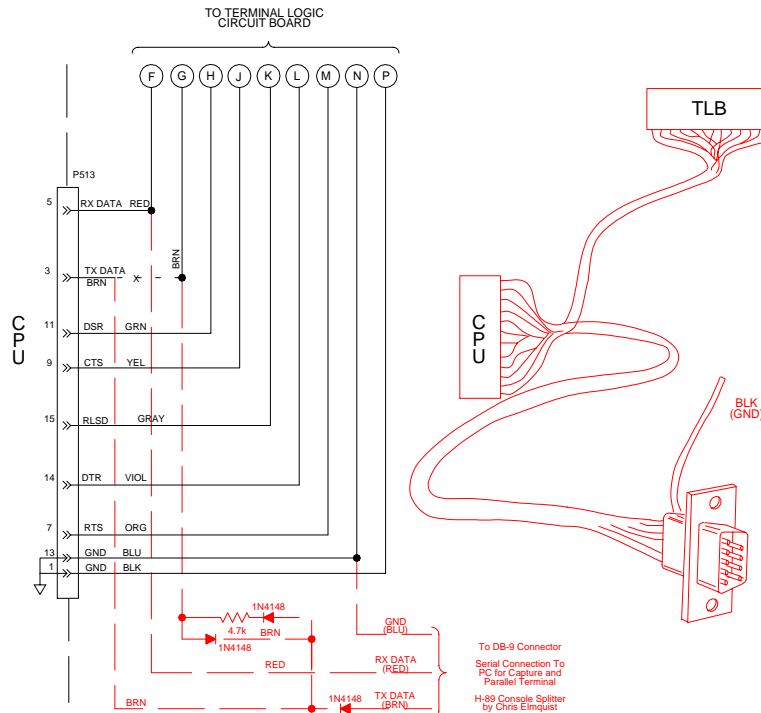 TO TERMINAL LOGIC
CIRCUIT BOARD
F G H J K L M N P
TLB
P513
5 RX DATA RED
BRN
3 TX DATA X
BRN
CPU
11 DSR GRN
9 CTS YEL
15 RLSD GRAY
14 DTR VIOL
7 RTS ORG
13 GND BLU
1 GND BLK
CPU
BLK
(GND)
1N4148
4.7k BRN
1N4148
GND
(BLU)
RED
RX DATA
(RED)
BRN
1N4148
TX DATA
(BRN)
To DB-9 Connector
Serial Connection To
PC for Capture and
Parallel Terminal
H-89 Console Splitter
by Chris Elmquist